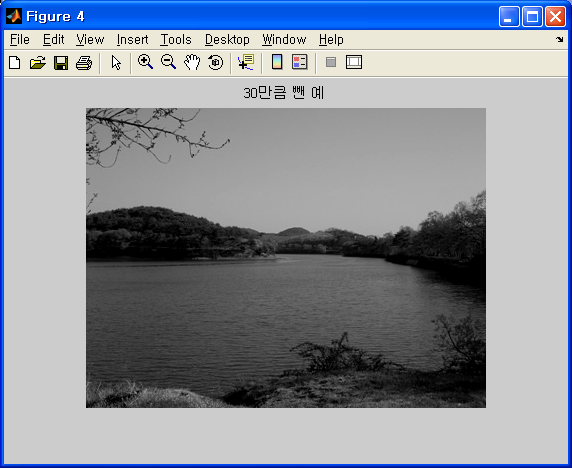 Figure 4
File Edit View Insert Tools Desktop Window Help
30만큼 뺀 예